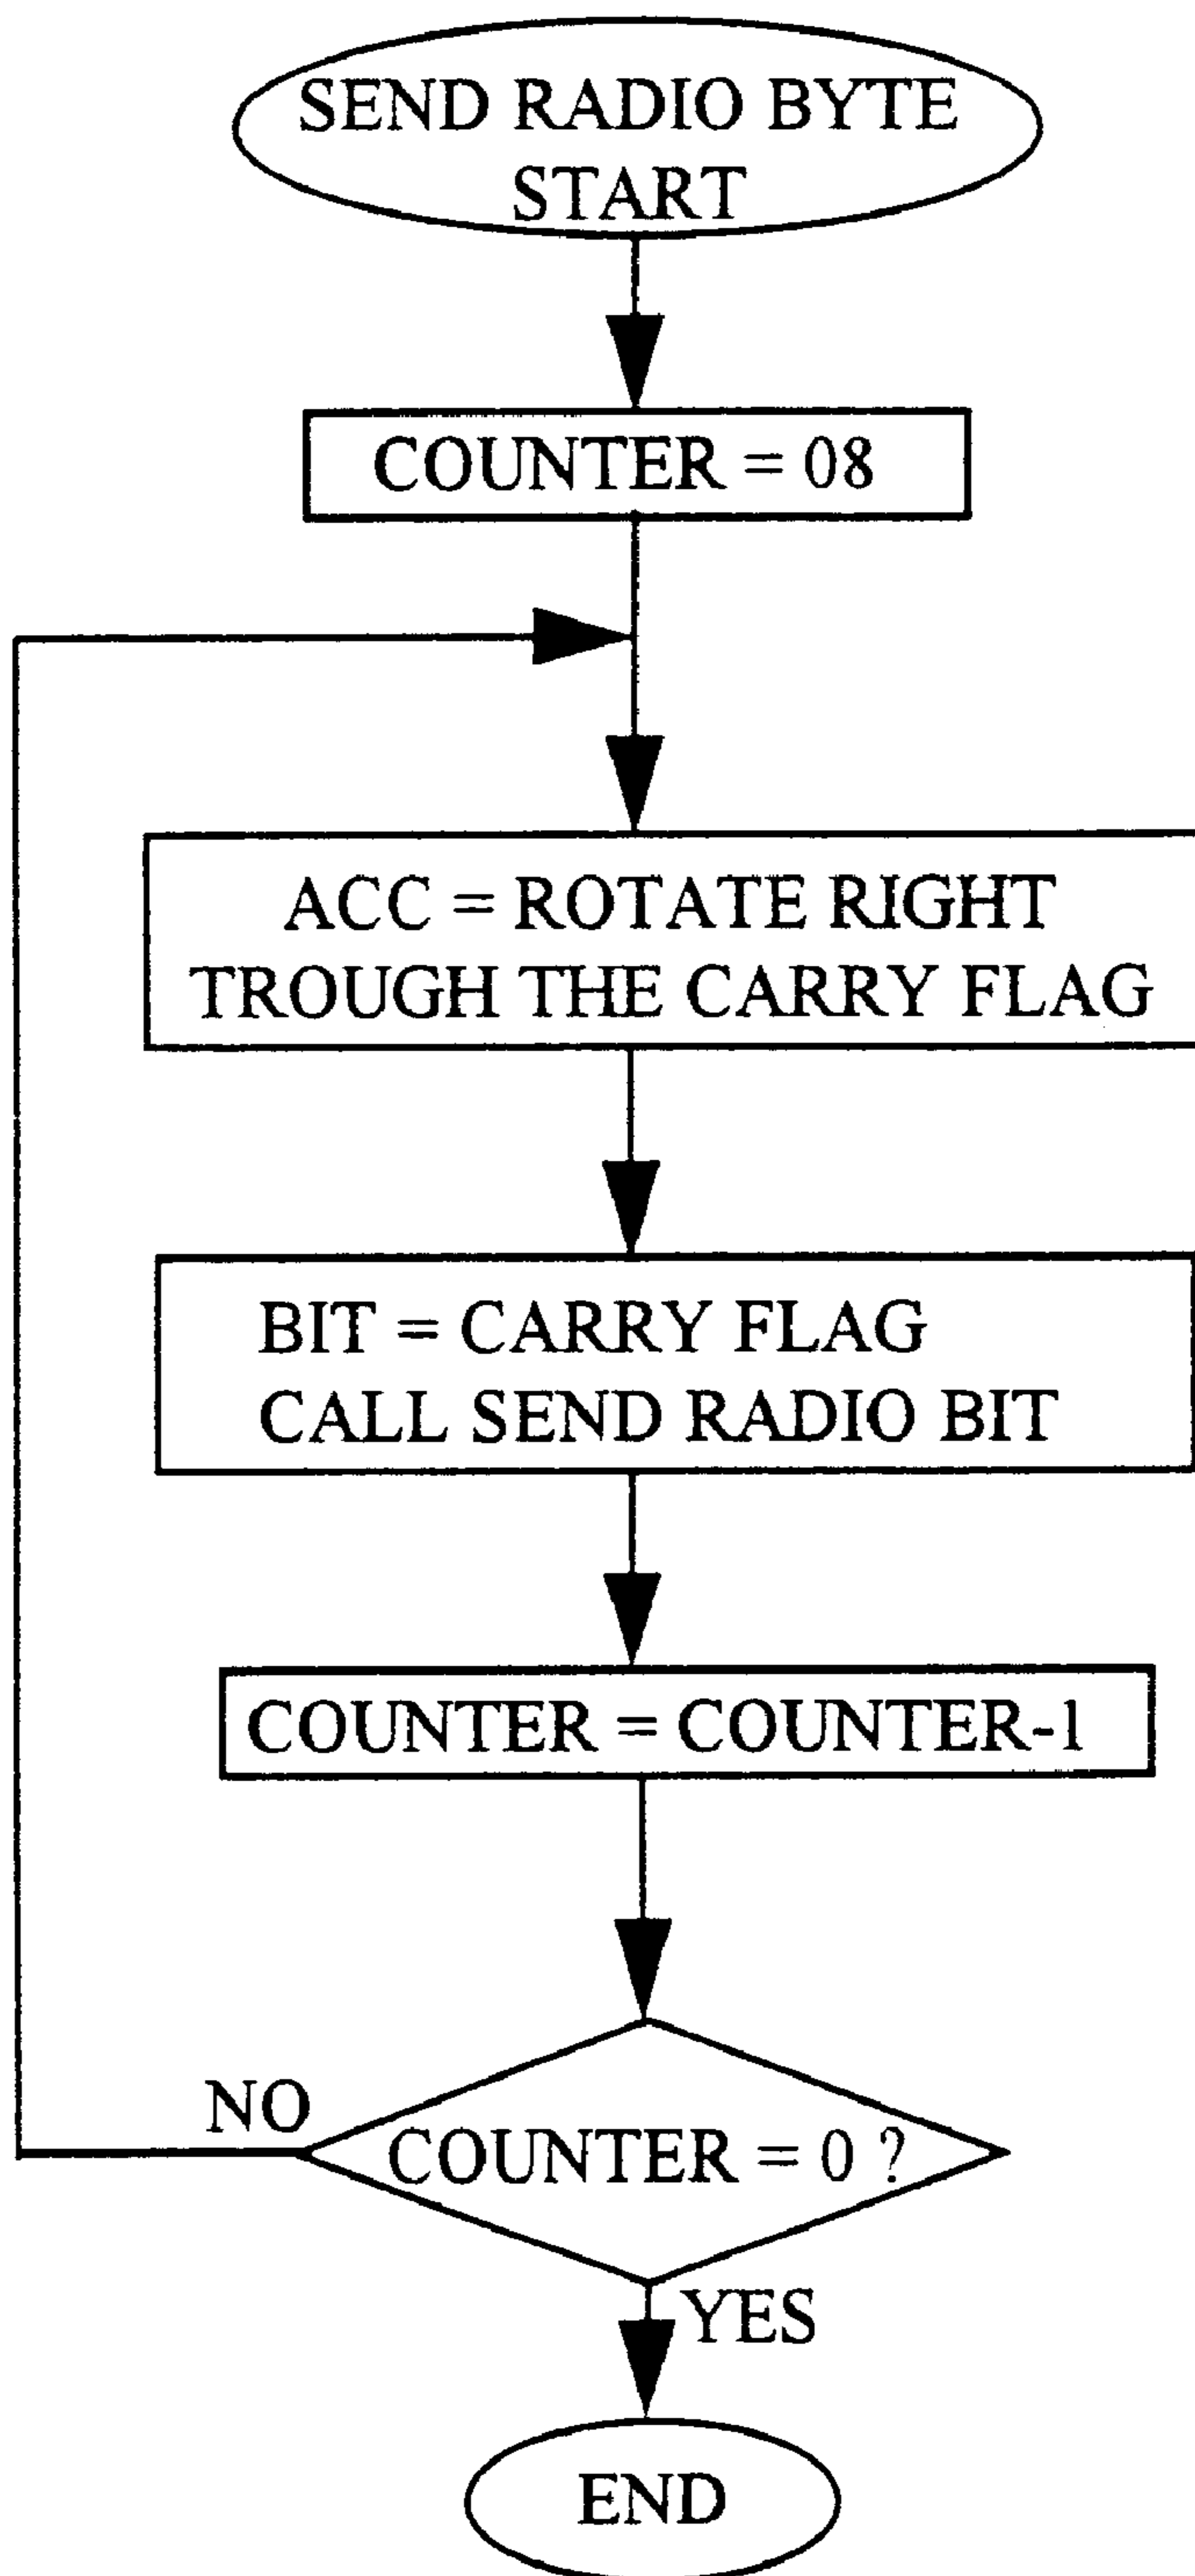 SEND RADIO BYTE
START
COUNTER = 08
ACC = ROTATE RIGHT
TROUGH THE CARRY FLAG
BIT = CARRY FLAG
CALL SEND RADIO BIT
COUNTER = COUNTER-1
NO
COUNTER = 0 ?
YES
END